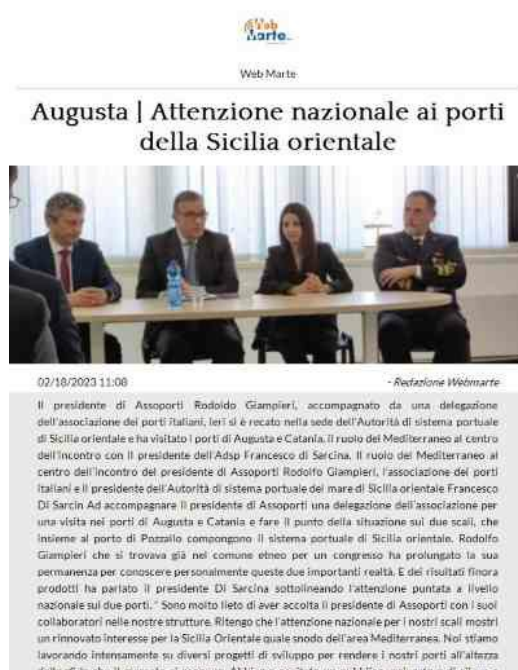 Web
Marte
Web Marte
Augusta | Attenzione nazionale ai porti
della Sicilia orientale
02/18/2023 11:08
- Redazione Webmarte
Il presidente di Assoporti Rodoldo Giampieri, accompagnato da una delegazione
dell'associazione dei porti italiani, ieri si è recato nella sede dell'Autorità di sistema portuale
di Sicilia orientale e ha visitato i porti di Augusta e Catania. il ruolo del Mediterraneo al centro
dell'incontro con il presidente dell'Adsp Francesco di Sarcina. Il ruolo del Mediterraneo al
centro dell'incontro del presidente di Assoporti Rodolfo Giampieri, l'associazione dei porti
italiani e il presidente dell'Autorità di sistema portuale del mare di Sicilia orientale Francesco
Di Sarcin Ad accompagnare il presidente di Assoporti una delegazione dell'associazione per
una visita nei porti di Augusta e Catania e fare il punto della situazione sui due scali, che
insieme al porto di Pozzallo compongono il sistema portuale di Sicilia orientale. Rodolfo
Giampieri che si trovava già nel comune etneo per un congresso ha prolungato la sua
permanenza per conoscere personalmente queste due importanti realtà. E dei risultati finora
prodotti ha parlato il presidente Di Sarcina sottolineando l'attenzione puntata a livello
nazionale sui due porti. " Sono molto lieto di aver accolto il presidente di Assoporti con i suoi
collaboratori nelle nostre strutture. Ritengo che l'attenzione nazionale per i nostri scali mostri
un rinnovato interesse per la Sicilia Orientale quale snodo dell'area Mediterranea. Noi stiamo
lavorando intensamente su diversi progetti di sviluppo per rendere i nostri porti all'altezza